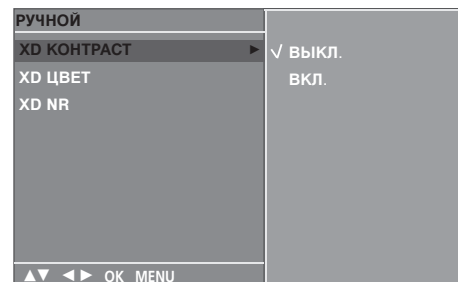 РУЧНОЙ
XD КОНТРАСТ ►
XD ЦВЕТ
XD NR
√ ВЫКЛ.
ВКЛ.
▲▼ ◄► OK MENU